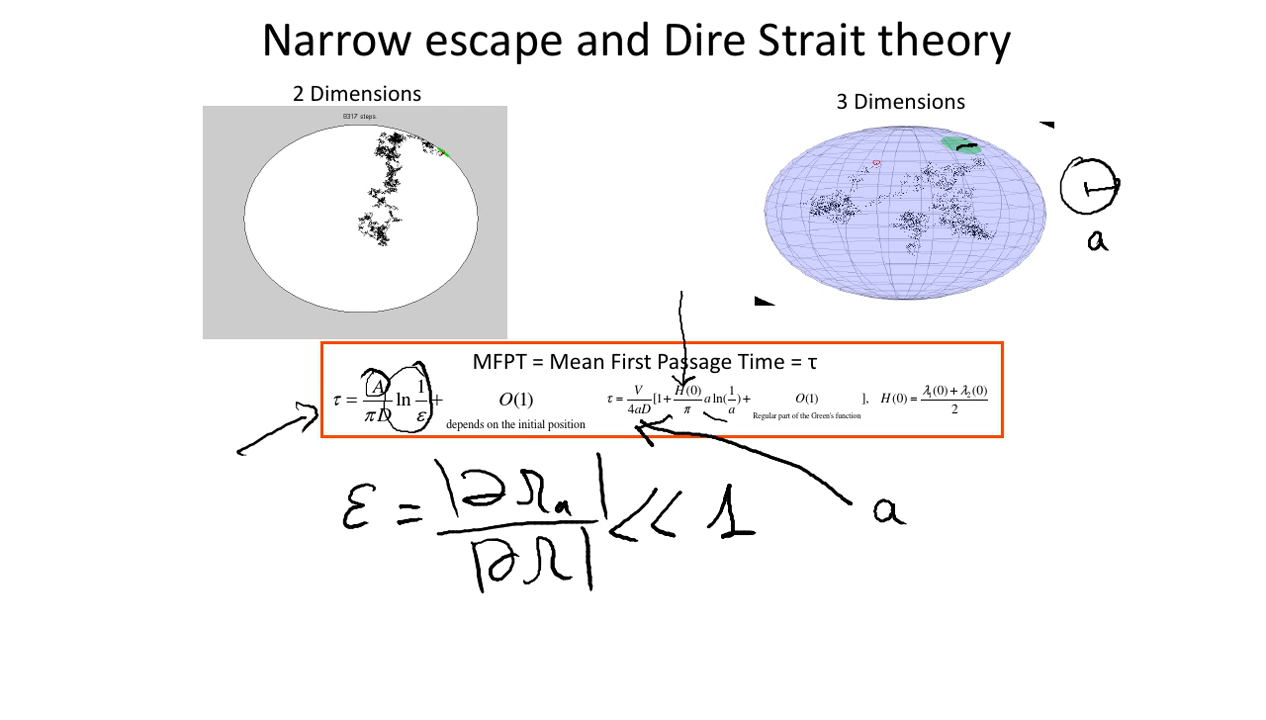 Narrow escape and Dire Strait theory
2 Dimensions
3 Dimensions
8317 steps
a
MFPT = Mean First Passage Time = τ
τ = A/πD ln 1/ε + O(1)
depends on the initial position
τ = V/4aD [1+ H(0)/π a ln(1/a)+ O(1) ], H(0) = λ₁(0)+λ₂(0)/2
Regular part of the Green's function
ε = |∂Ωₐ|/|∂Ω| << 1
a